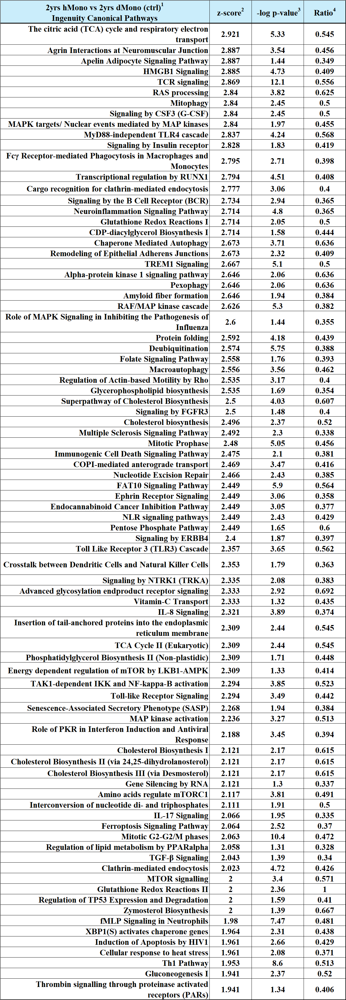 2yrs hMono vs 2yrs dMono (ctrl)1
Ingenuity Canonical Pathways z-score2 -log p-value3 Ratio4
The citric acid (TCA) cycle and respiratory electron
transport 2.921 5.33 0.545
Agrin Interactions at Neuromuscular Junction 2.887 3.54 0.456
Apelin Adipocyte Signaling Pathway 2.887 1.44 0.349
HMGB1 Signaling 2.885 4.73 0.409
TCR signaling 2.869 12.1 0.556
RAS processing 2.84 3.82 0.625
Mitophagy 2.84 2.45 0.5
Signaling by CSF3 (G-CSF) 2.84 2.45 0.5
MAPK targets/ Nuclear events mediated by MAP kinases 2.84 1.97 0.455
MyD88-independent TLR4 cascade 2.837 4.24 0.568
Signaling by Insulin receptor 2.828 1.83 0.419
Fcγ Receptor-mediated Phagocytosis in Macrophages and
Monocytes 2.795 2.71 0.398
Transcriptional regulation by RUNX1 2.794 4.51 0.408
Cargo recognition for clathrin-mediated endocytosis 2.777 3.06 0.4
Signaling by the B Cell Receptor (BCR) 2.734 2.94 0.365
Neuroinflammation Signaling Pathway 2.714 4.8 0.365
Glutathione Redox Reactions I 2.714 2.05 0.5
CDP-diacylglycerol Biosynthesis I 2.714 1.58 0.444
Chaperone Mediated Autophagy 2.673 3.71 0.636
Remodeling of Epithelial Adherens Junctions 2.673 2.32 0.409
TREM1 Signaling 2.667 5.1 0.5
Alpha-protein kinase 1 signaling pathway 2.646 2.06 0.636
Pexophagy 2.646 2.06 0.636
Amyloid fiber formation 2.646 1.94 0.384
RAF/MAP kinase cascade 2.626 5.3 0.382
Role of MAPK Signaling in Inhibiting the Pathogenesis of
Influenza 2.6 1.44 0.355
Protein folding 2.592 4.18 0.439
Deubiquitination 2.574 5.75 0.388
Folate Signaling Pathway 2.558 1.76 0.393
Macroautophagy 2.556 3.56 0.462
Regulation of Actin-based Motility by Rho 2.535 3.17 0.4
Glycerophospholipid biosynthesis 2.535 1.69 0.354
Superpathway of Cholesterol Biosynthesis 2.5 4.03 0.607
Signaling by FGFR3 2.5 1.48 0.4
Cholesterol biosynthesis 2.496 2.37 0.52
Multiple Sclerosis Signaling Pathway 2.492 2.3 0.338
Mitotic Prophase 2.48 5.05 0.456
Immunogenic Cell Death Signaling Pathway 2.475 2.1 0.381
COPI-mediated anterograde transport 2.469 3.47 0.416
Nucleotide Excision Repair 2.466 2.43 0.385
FAT10 Signaling Pathway 2.449 5.9 0.564
Ephrin Receptor Signaling 2.449 3.06 0.358
Endocannabinoid Cancer Inhibition Pathway 2.449 3.05 0.377
NLR signaling pathways 2.449 2.43 0.429
Pentose Phosphate Pathway 2.449 1.65 0.6
Signaling by ERBB4 2.4 1.87 0.397
Toll Like Receptor 3 (TLR3) Cascade 2.357 3.65 0.562
Crosstalk between Dendritic Cells and Natural Killer Cells 2.353 1.79 0.363
Signaling by NTRK1 (TRKA) 2.335 2.08 0.383
Advanced glycosylation endproduct receptor signaling 2.333 2.92 0.692
Vitamin-C Transport 2.333 1.32 0.435
IL-8 Signaling 2.321 3.89 0.374
Insertion of tail-anchored proteins into the endoplasmic
reticulum membrane 2.309 2.44 0.545
TCA Cycle II (Eukaryotic) 2.309 2.44 0.545
Phosphatidylglycerol Biosynthesis II (Non-plastidic) 2.309 1.71 0.448
Energy dependent regulation of mTOR by LKB1-AMPK 2.309 1.33 0.414
TAK1-dependent IKK and NF-kappa-B activation 2.294 3.85 0.523
Toll-like Receptor Signaling 2.294 3.49 0.442
Senescence-Associated Secretory Phenotype (SASP) 2.268 1.94 0.384
MAP kinase activation 2.236 3.27 0.513
Role of PKR in Interferon Induction and Antiviral
Response 2.188 3.45 0.394
Cholesterol Biosynthesis I 2.121 2.17 0.615
Cholesterol Biosynthesis II (via 24,25-dihydrolanosterol) 2.121 2.17 0.615
Cholesterol Biosynthesis III (via Desmosterol) 2.121 2.17 0.615
Gene Silencing by RNA 2.121 1.3 0.337
Amino acids regulate mTORC1 2.117 3.81 0.491
Interconversion of nucleotide di- and triphosphates 2.111 1.91 0.5
IL-17 Signaling 2.066 1.95 0.335
Ferroptosis Signaling Pathway 2.064 2.52 0.37
Mitotic G2-G2/M phases 2.063 10.4 0.472
Regulation of lipid metabolism by PPARalpha 2.058 1.31 0.328
TGF-β Signaling 2.043 1.39 0.34
Clathrin-mediated endocytosis 2.023 4.72 0.426
MTOR signalling 2 3.4 0.571
Glutathione Redox Reactions II 2 2.36 1
Regulation of TP53 Expression and Degradation 2 1.59 0.41
Zymosterol Biosynthesis 2 1.39 0.667
fMLP Signaling in Neutrophils 1.98 7.47 0.481
XBP1(S) activates chaperone genes 1.964 2.31 0.438
Induction of Apoptosis by HIV1 1.961 2.66 0.429
Cellular response to heat stress 1.961 2.08 0.371
Th1 Pathway 1.953 8.6 0.513
Gluconeogenesis I 1.941 2.37 0.52
Thrombin signalling through proteinase activated
receptors (PARs) 1.941 1.34 0.406